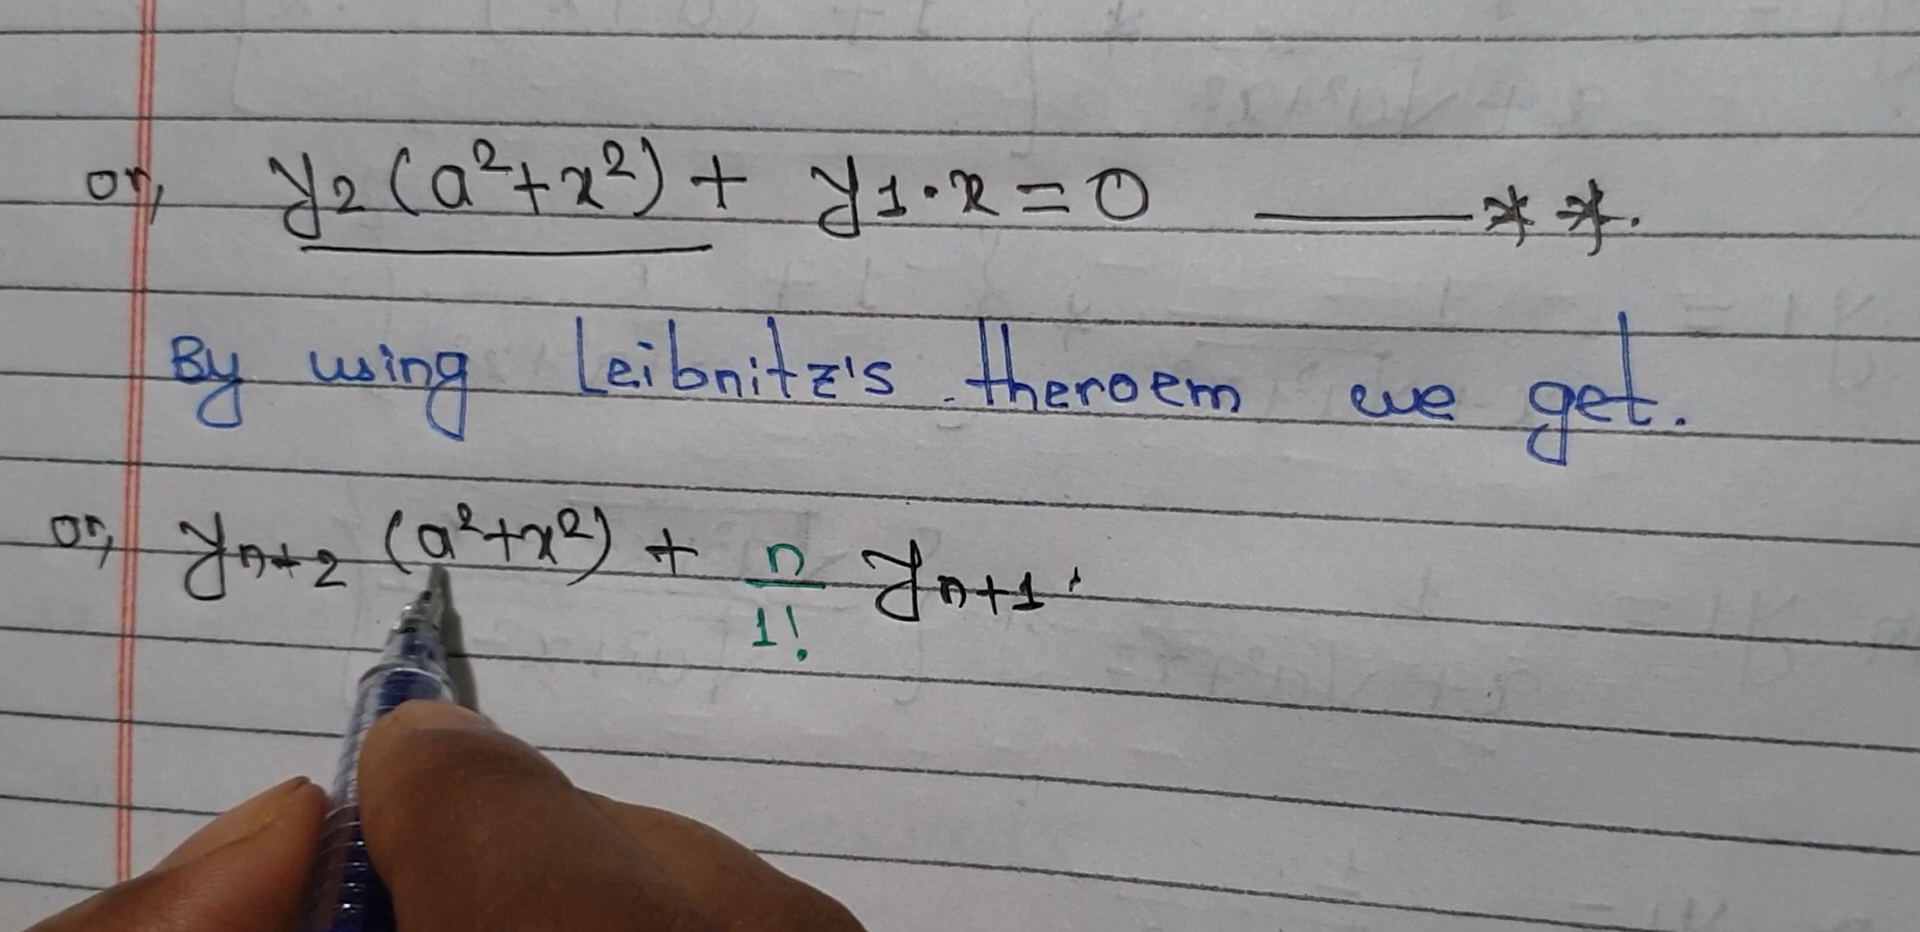 or, y₂(a²+x²) + y₁·x = 0 ——— **.
By using Leibnitz's theroem we get.
or, yₙ₊₂ (a²+x²) + n/1! yₙ₊₁·